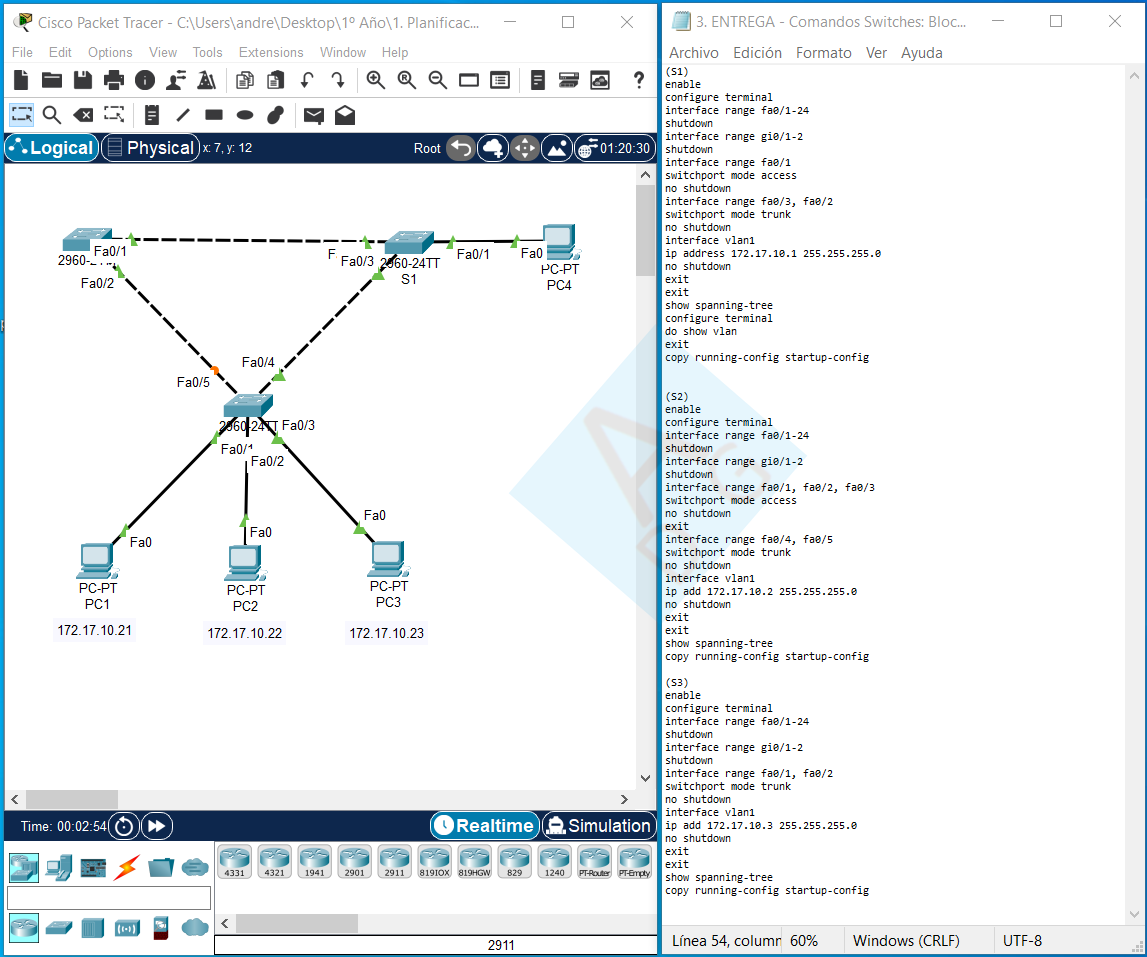 Cisco Packet Tracer - C:\Users\andre\Desktop\1º Año\1. Planificac...
File Edit Options View Tools Extensions Window Help
Logical
Physical
x: 7, y: 12
Root
01:20:30
Fa0/1
2960-24TT
Fa0/2
F
Fa0/3
2960-24TT
S1
Fa0/1
Fa0
PC-PT
PC4
Fa0/4
Fa0/5
2960-24TT
Fa0/3
Fa0/1
Fa0/2
Fa0
Fa0
Fa0
PC-PT
PC1
PC-PT
PC2
PC-PT
PC3
172.17.10.21
172.17.10.22
172.17.10.23
Time: 00:02:54
Realtime
Simulation
4331
4321
1941
2901
2911
819IOX
819HGW
829
1240
PT-Router
PT-Empty
2911
3. ENTREGA - Comandos Switches: Bloc...
Archivo Edición Formato Ver Ayuda
(S1)
enable
configure terminal
interface range fa0/1-24
shutdown
interface range gi0/1-2
shutdown
interface range fa0/1
switchport mode access
no shutdown
interface range fa0/3, fa0/2
switchport mode trunk
no shutdown
interface vlan1
ip address 172.17.10.1 255.255.255.0
no shutdown
exit
exit
show spanning-tree
configure terminal
do show vlan
exit
copy running-config startup-config
(S2)
enable
configure terminal
interface range fa0/1-24
shutdown
interface range gi0/1-2
shutdown
interface range fa0/1, fa0/2, fa0/3
switchport mode access
no shutdown
exit
interface range fa0/4, fa0/5
switchport mode trunk
no shutdown
interface vlan1
ip add 172.17.10.2 255.255.255.0
no shutdown
exit
exit
show spanning-tree
copy running-config startup-config
(S3)
enable
configure terminal
interface range fa0/1-24
shutdown
interface range gi0/1-2
shutdown
interface range fa0/1, fa0/2
switchport mode trunk
no shutdown
interface vlan1
ip add 172.17.10.3 255.255.255.0
no shutdown
exit
exit
show spanning-tree
copy running-config startup-config
Línea 54, column
60%
Windows (CRLF)
UTF-8